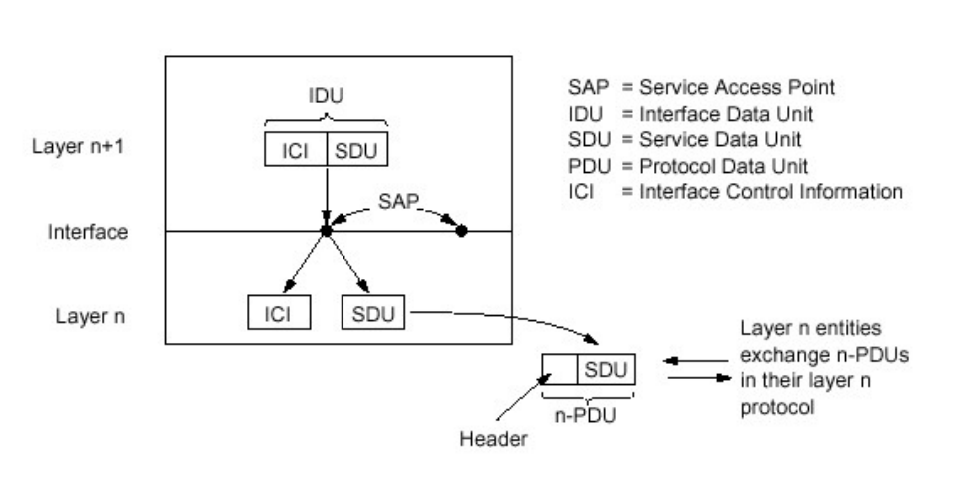 IDU
Layer n+1
ICI SDU
SAP
Interface
Layer n
ICI SDU
SAP = Service Access Point
IDU = Interface Data Unit
SDU = Service Data Unit
PDU = Protocol Data Unit
ICI = Interface Control Information
SDU
n-PDU
Header
Layer n entities
exchange n-PDUs
in their layer n
protocol